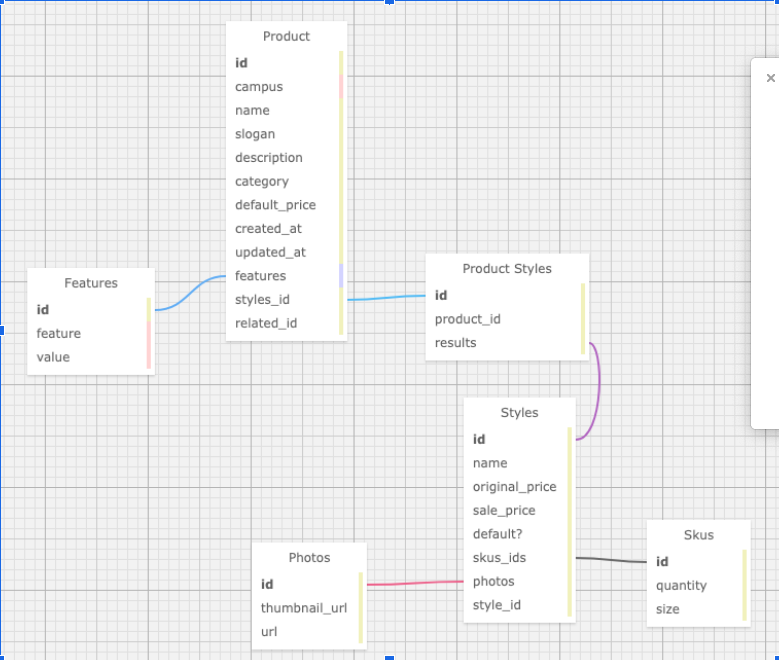 Product
id
campus
name
slogan
description
category
default_price
created_at
updated_at
features
styles_id
related_id
Features
id
feature
value
Product Styles
id
product_id
results
Styles
id
name
original_price
sale_price
default?
skus_ids
photos
style_id
Skus
id
quantity
size
Photos
id
thumbnail_url
url